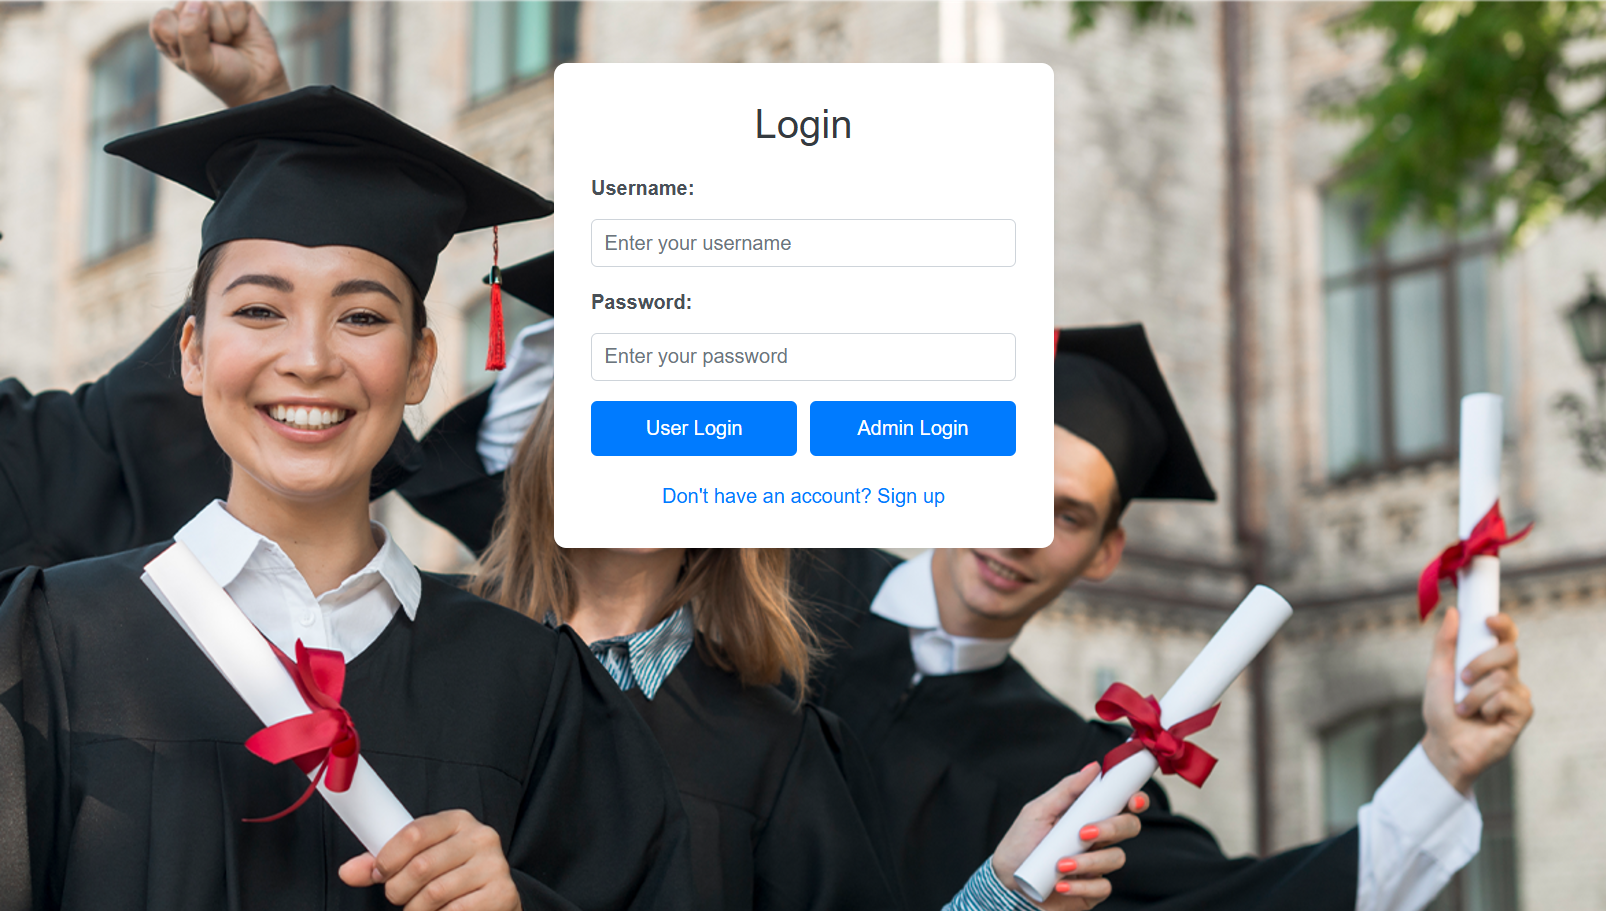 Login
Username:
Enter your username
Password:
Enter your password
User Login
Admin Login
Don't have an account? Sign up